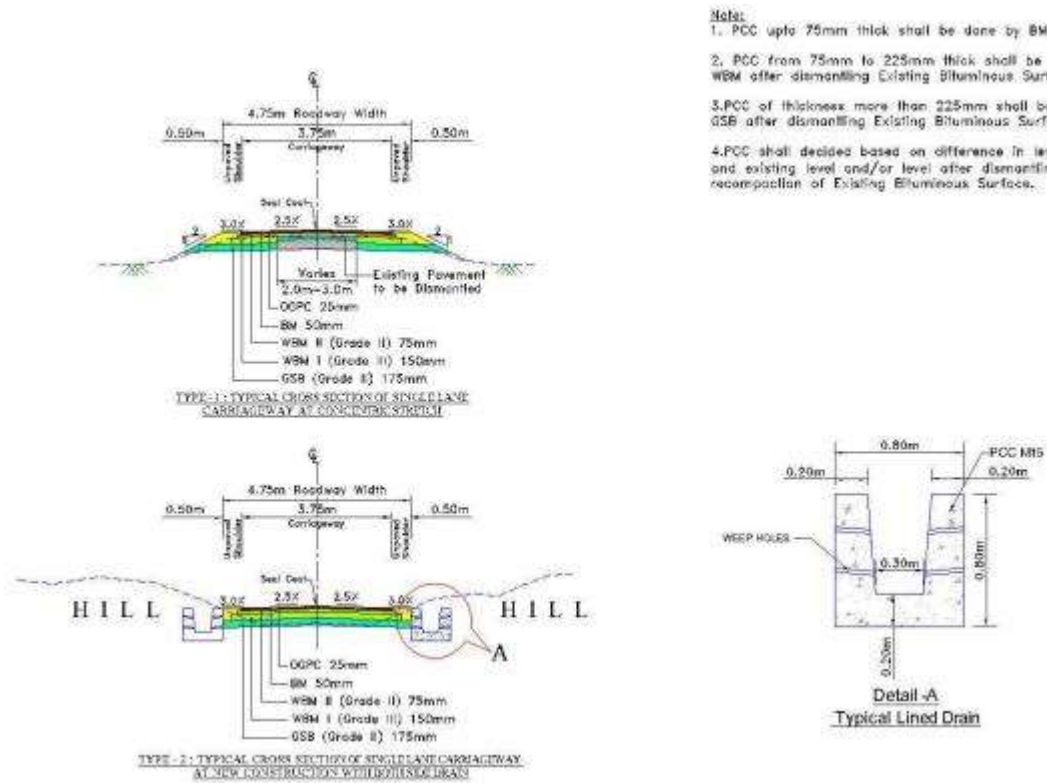 Note:
1. PCC upto 75mm thick shall be done by BM
2. PCC from 75mm to 225mm thick shall be
WBM after dismantling Existing Bituminous Surf
3.PCC of thickness more than 225mm shall be
GSB after dismantling Existing Bituminous Surf
4.PCC shall decided based on difference in le
and existing level and/or level after dismantlin
recompaction of Existing Bituminous Surface.
4.75m Roadway Width
0.50m
3.75m
0.50m
Carriageway
Unpaved
Shoulder
Unpaved
Shoulder
Seal Coat
2 3.0% 2.5% 2.5% 3.0% 2
Varies
2.0m-3.0m
Existing Pavement
to be Dismantled
OGPC 25mm
BM 50mm
WBM II (Grade II) 75mm
WBM I (Grade III) 150mm
GSB (Grade II) 175mm
TYPE-1 : TYPICAL CROSS SECTION OF SINGLE LANE
CARRIAGEWAY AT CONCENTRIC STRETCH
4.75m Roadway Width
0.50m
3.75m
0.50m
Carriageway
Unpaved
Shoulder
Unpaved
Shoulder
Seal Coat
3.0% 2.5% 2.5% 3.0%
HILL
HILL
A
OGPC 25mm
BM 50mm
WBM II (Grade II) 75mm
WBM I (Grade III) 150mm
GSB (Grade II) 175mm
TYPE - 2 : TYPICAL CROSS SECTION OF SINGLE LANE CARRIAGEWAY
AT NEW CONSTRUCTION WITH BOTH SIDE DRAIN
0.80m
PCC M15
0.20m
0.20m
WEEP HOLES
0.30m
0.80m
0.20m
Detail -A
Typical Lined Drain